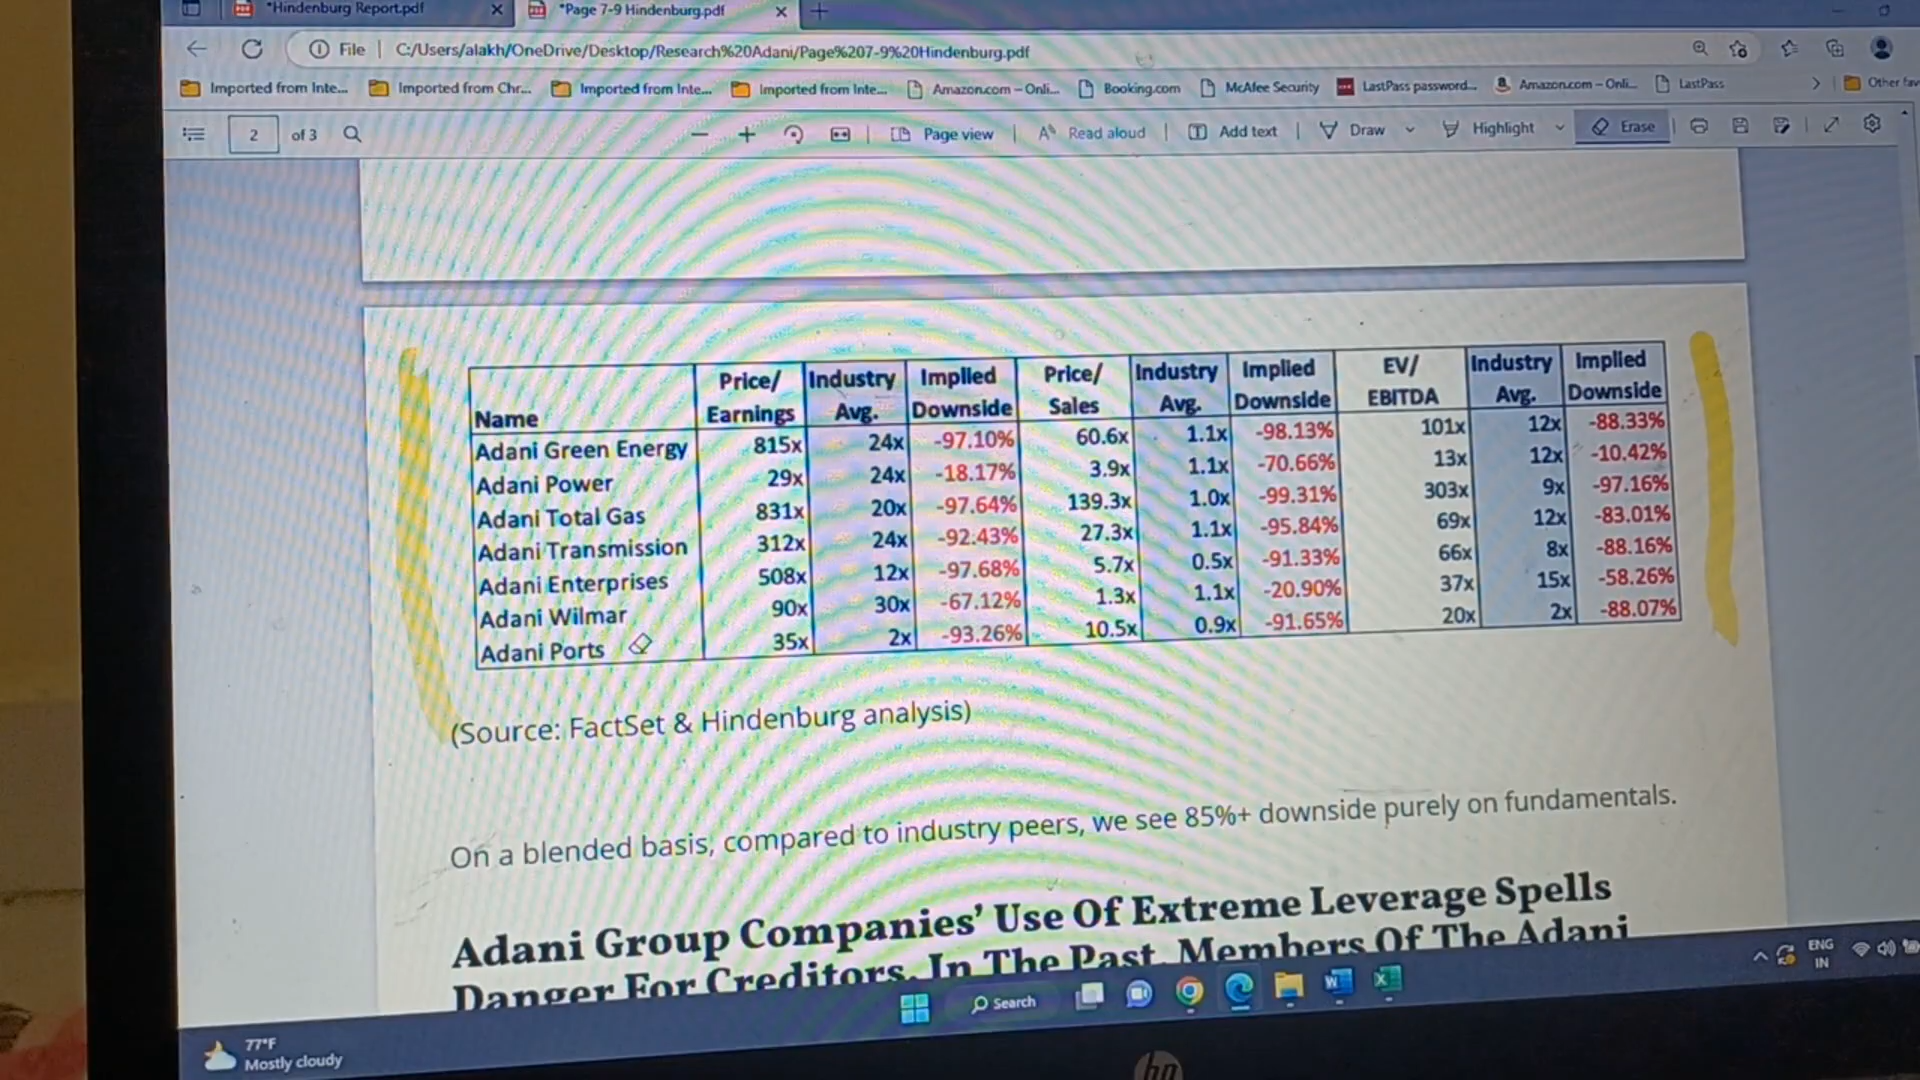 *Hindenburg Report.pdf
*Page 7-9 Hindenburg.pdf
File | C:/Users/alakh/OneDrive/Desktop/Research%20Adani/Page%207-9%20Hindenburg.pdf
Imported from Inte... Imported from Chr... Imported from Inte... Imported from Inte... Amazon.com – Onli... Booking.com McAfee Security LastPass password... Amazon.com – Onli... LastPass Other fav
2 of 3 Page view Read aloud Add text Draw Highlight Erase
Name Price/ Earnings Industry Avg. Implied Downside Price/ Sales Industry Avg. Implied Downside EV/ EBITDA Industry Avg. Implied Downside
Adani Green Energy 815x 24x -97.10% 60.6x 1.1x -98.13% 101x 12x -88.33%
Adani Power 29x 24x -18.17% 3.9x 1.1x -70.66% 13x 12x -10.42%
Adani Total Gas 831x 20x -97.64% 139.3x 1.0x -99.31% 303x 9x -97.16%
Adani Transmission 312x 24x -92.43% 27.3x 1.1x -95.84% 69x 12x -83.01%
Adani Enterprises 508x 12x -97.68% 5.7x 0.5x -91.33% 66x 8x -88.16%
Adani Wilmar 90x 30x -67.12% 1.3x 1.1x -20.90% 37x 15x -58.26%
Adani Ports 35x 2x -93.26% 10.5x 0.9x -91.65% 20x 2x -88.07%
(Source: FactSet & Hindenburg analysis)
On a blended basis, compared to industry peers, we see 85%+ downside purely on fundamentals.
Adani Group Companies' Use Of Extreme Leverage Spells
Danger For Creditors. In The Past, Members Of The Adani
Search
ENG
IN
77°F
Mostly cloudy
hp